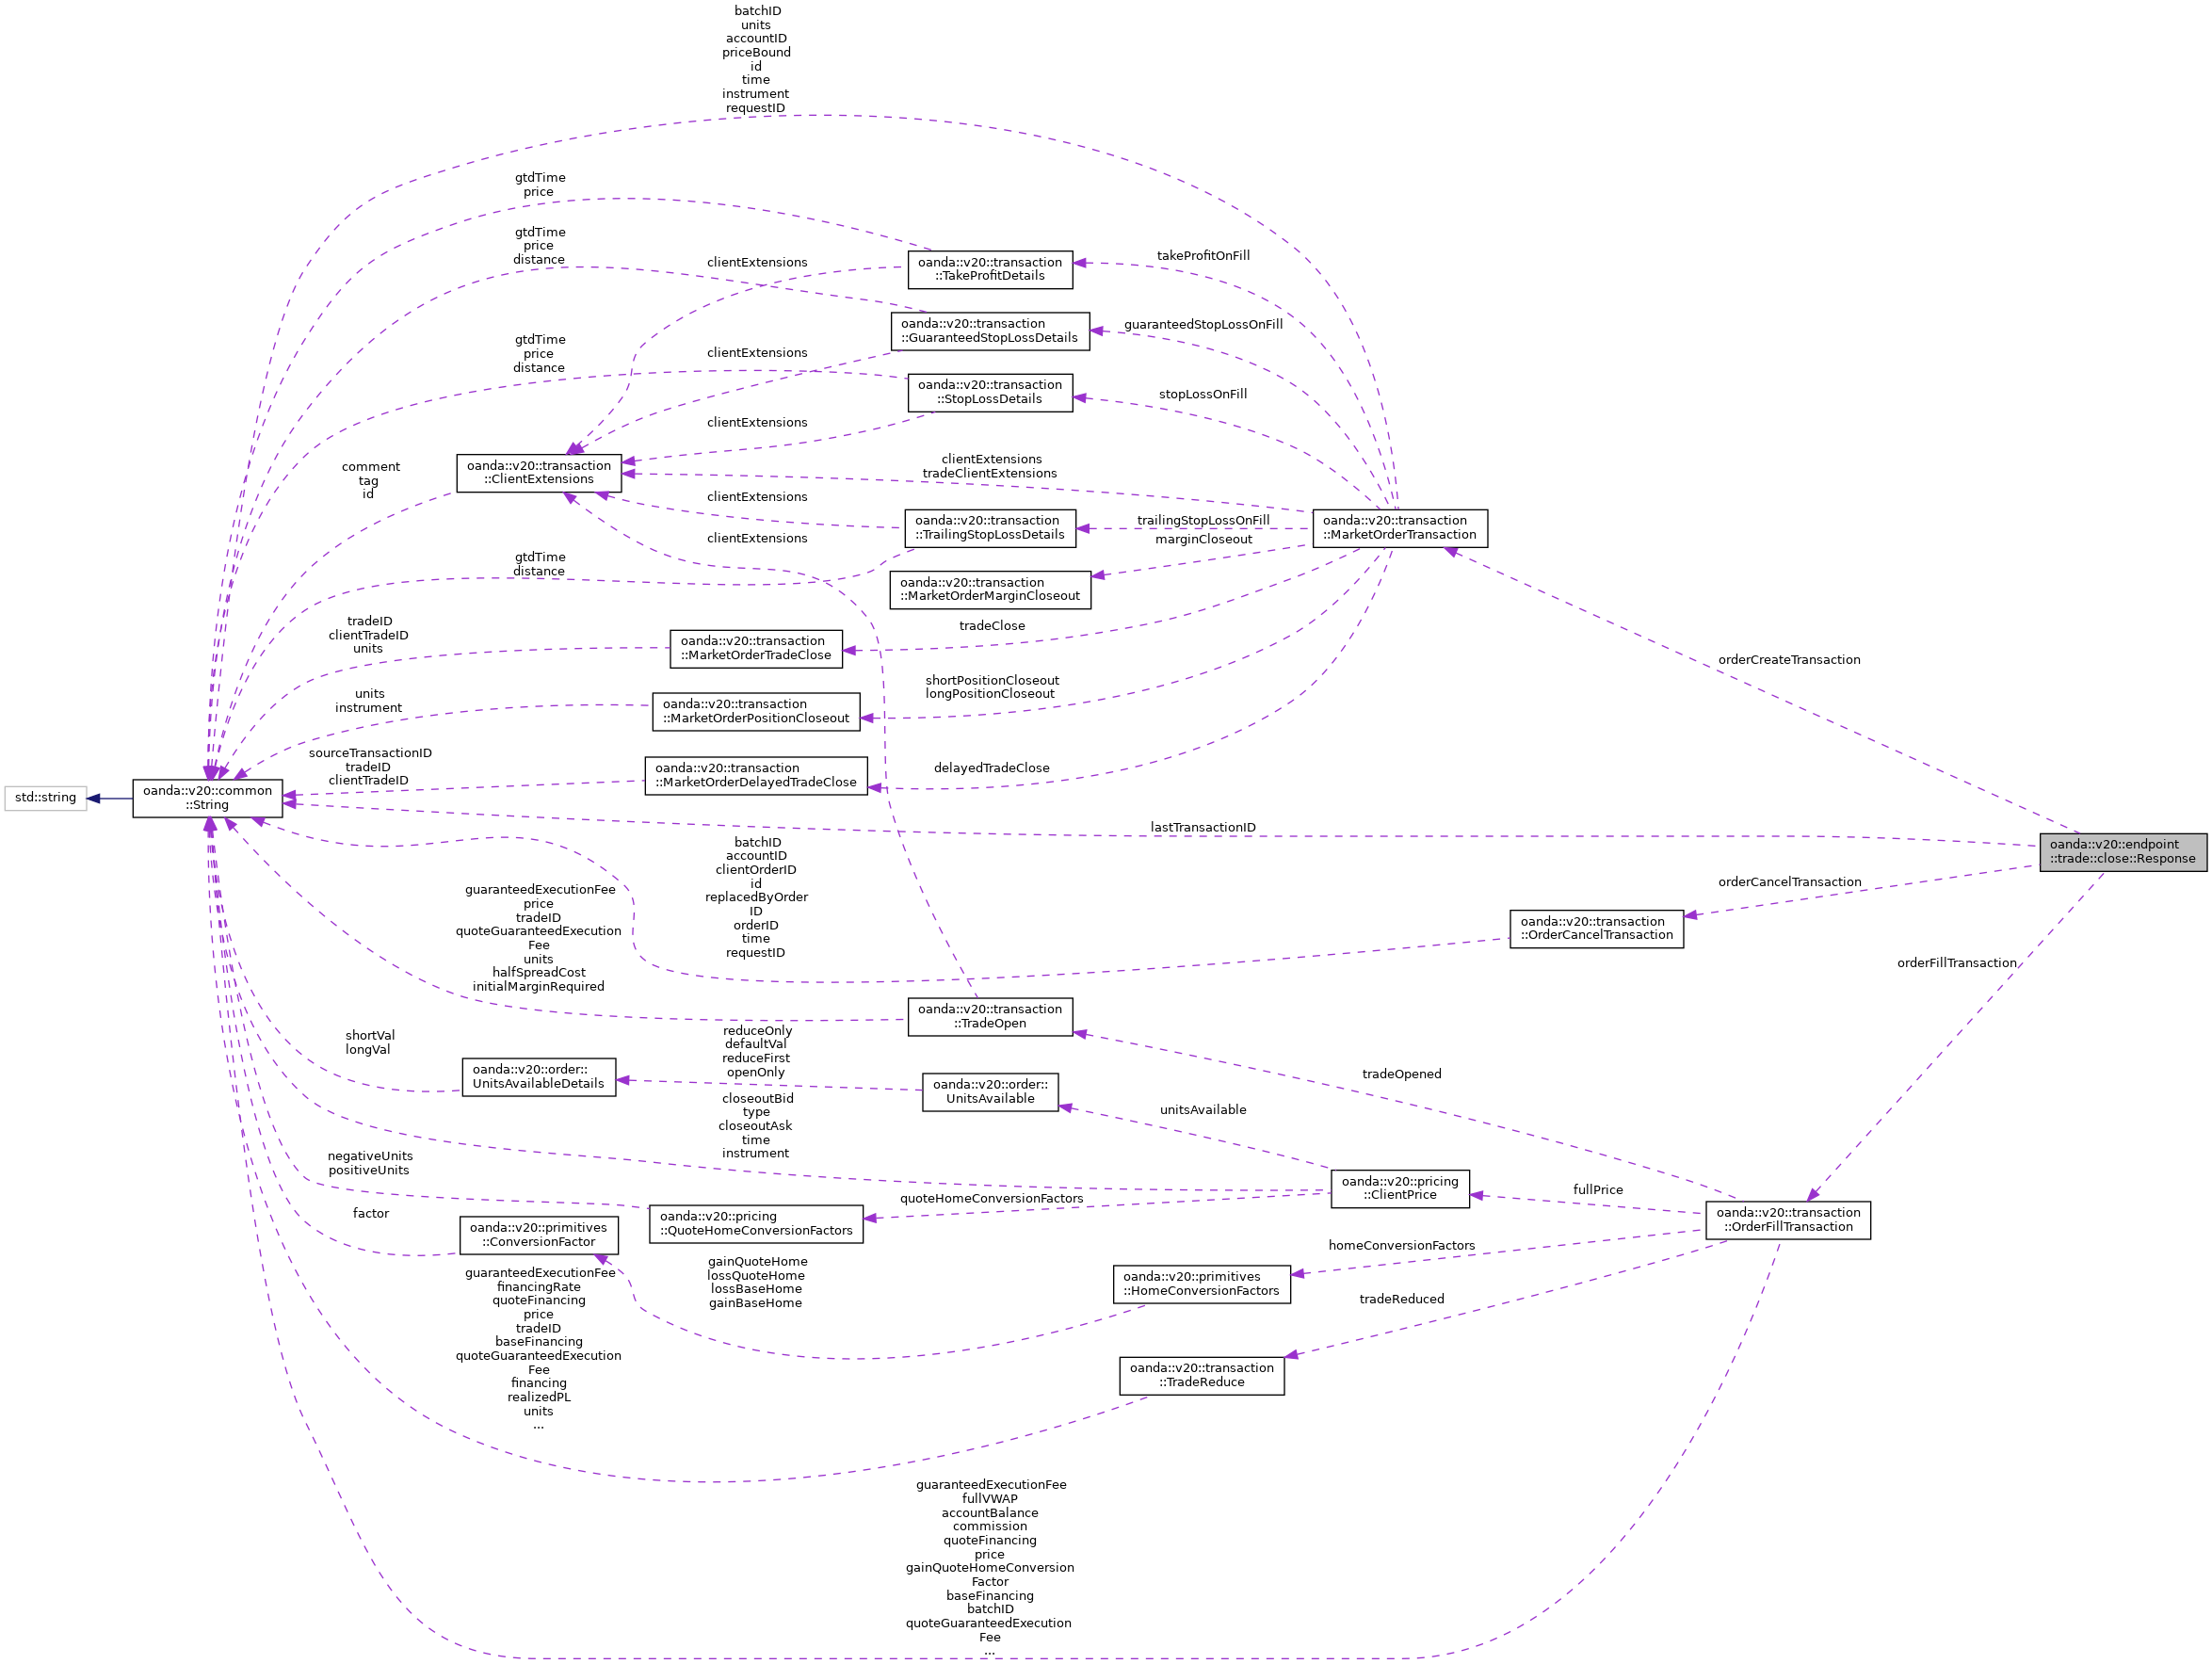 batchID
units
accountID
priceBound
id
time
instrument
requestID
gtdTime
price
gtdTime
price
distance
clientExtensions
oanda::v20::transaction
::TakeProfitDetails
takeProfitOnFill
oanda::v20::transaction
::GuaranteedStopLossDetails
guaranteedStopLossOnFill
gtdTime
price
distance
clientExtensions
oanda::v20::transaction
::StopLossDetails
stopLossOnFill
clientExtensions
comment
tag
id
oanda::v20::transaction
::ClientExtensions
clientExtensions
tradeClientExtensions
clientExtensions
clientExtensions
oanda::v20::transaction
::TrailingStopLossDetails
trailingStopLossOnFill
marginCloseout
oanda::v20::transaction
::MarketOrderTransaction
gtdTime
distance
oanda::v20::transaction
::MarketOrderMarginCloseout
tradeID
clientTradeID
units
oanda::v20::transaction
::MarketOrderTradeClose
tradeClose
orderCreateTransaction
units
instrument
oanda::v20::transaction
::MarketOrderPositionCloseout
shortPositionCloseout
longPositionCloseout
sourceTransactionID
tradeID
clientTradeID
oanda::v20::transaction
::MarketOrderDelayedTradeClose
delayedTradeClose
std::string
oanda::v20::common
::String
lastTransactionID
oanda::v20::endpoint
::trade::close::Response
batchID
accountID
clientOrderID
id
replacedByOrder
ID
orderID
time
requestID
orderCancelTransaction
oanda::v20::transaction
::OrderCancelTransaction
guaranteedExecutionFee
price
tradeID
quoteGuaranteedExecution
Fee
units
halfSpreadCost
initialMarginRequired
orderFillTransaction
oanda::v20::transaction
::TradeOpen
tradeOpened
shortVal
longVal
oanda::v20::order::
UnitsAvailableDetails
reduceOnly
defaultVal
reduceFirst
openOnly
oanda::v20::order::
UnitsAvailable
unitsAvailable
closeoutBid
type
closeoutAsk
time
instrument
negativeUnits
positiveUnits
oanda::v20::pricing
::QuoteHomeConversionFactors
quoteHomeConversionFactors
oanda::v20::pricing
::ClientPrice
fullPrice
oanda::v20::transaction
::OrderFillTransaction
factor
oanda::v20::primitives
::ConversionFactor
gainQuoteHome
lossQuoteHome
lossBaseHome
gainBaseHome
oanda::v20::primitives
::HomeConversionFactors
homeConversionFactors
tradeReduced
guaranteedExecutionFee
financingRate
quoteFinancing
price
tradeID
baseFinancing
quoteGuaranteedExecution
Fee
financing
realizedPL
units
...
oanda::v20::transaction
::TradeReduce
guaranteedExecutionFee
fullVWAP
accountBalance
commission
quoteFinancing
price
gainQuoteHomeConversion
Factor
baseFinancing
batchID
quoteGuaranteedExecution
Fee
...